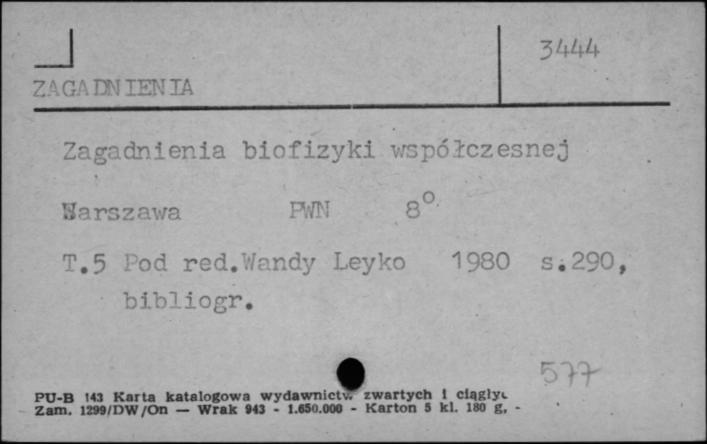 3444
ZAGADNIENIA
Zagadnienia biofizyki współczesnej
Warszawa PWN 8°
T.5 Pod red.Wandy Leyko 1980 s.290,
bibliogr.
577
PU-B 143 Karta katalogowa wydawnictw zwartych i ciągły
Zam. 1299/DW/On — Wrak 943 - 1.650.000 - Karton 5 kl. 180 g, -